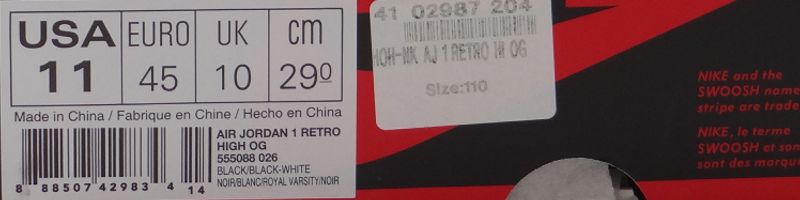 USA EURO UK cm
11 45 10 29⁰
Made in China / Fabrique en Chine / Hecho en China
AIR JORDAN 1 RETRO
HIGH OG
555088 026
BLACK/BLACK-WHITE
NOIR/BLANC/ROYAL VARSITY/NOIR
8 88507 42983 4 14
41 02987 204
HOH-NK AJ 1 RETRO HI OG
Size:110
NIKE and the
SWOOSH name
stripe are trade
NIKE, le terme
SWOOSH et son
sont des marque